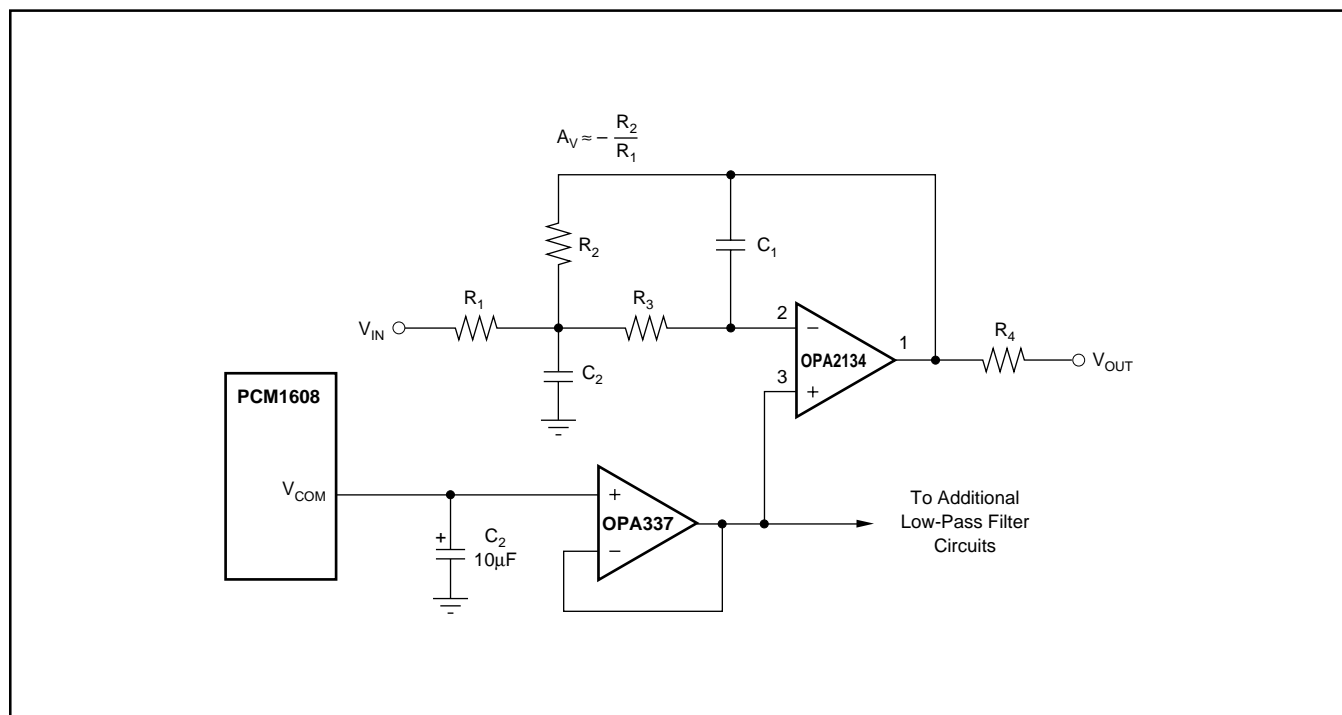 A_V ≈ − R_2
R_1
R_2
C_1
R_1
R_3
V_IN
2
−
OPA2134
1
R_4
V_OUT
3
+
C_2
PCM1608
V_COM
+
OPA337
−
+
C_2
10µF
To Additional
Low-Pass Filter
Circuits